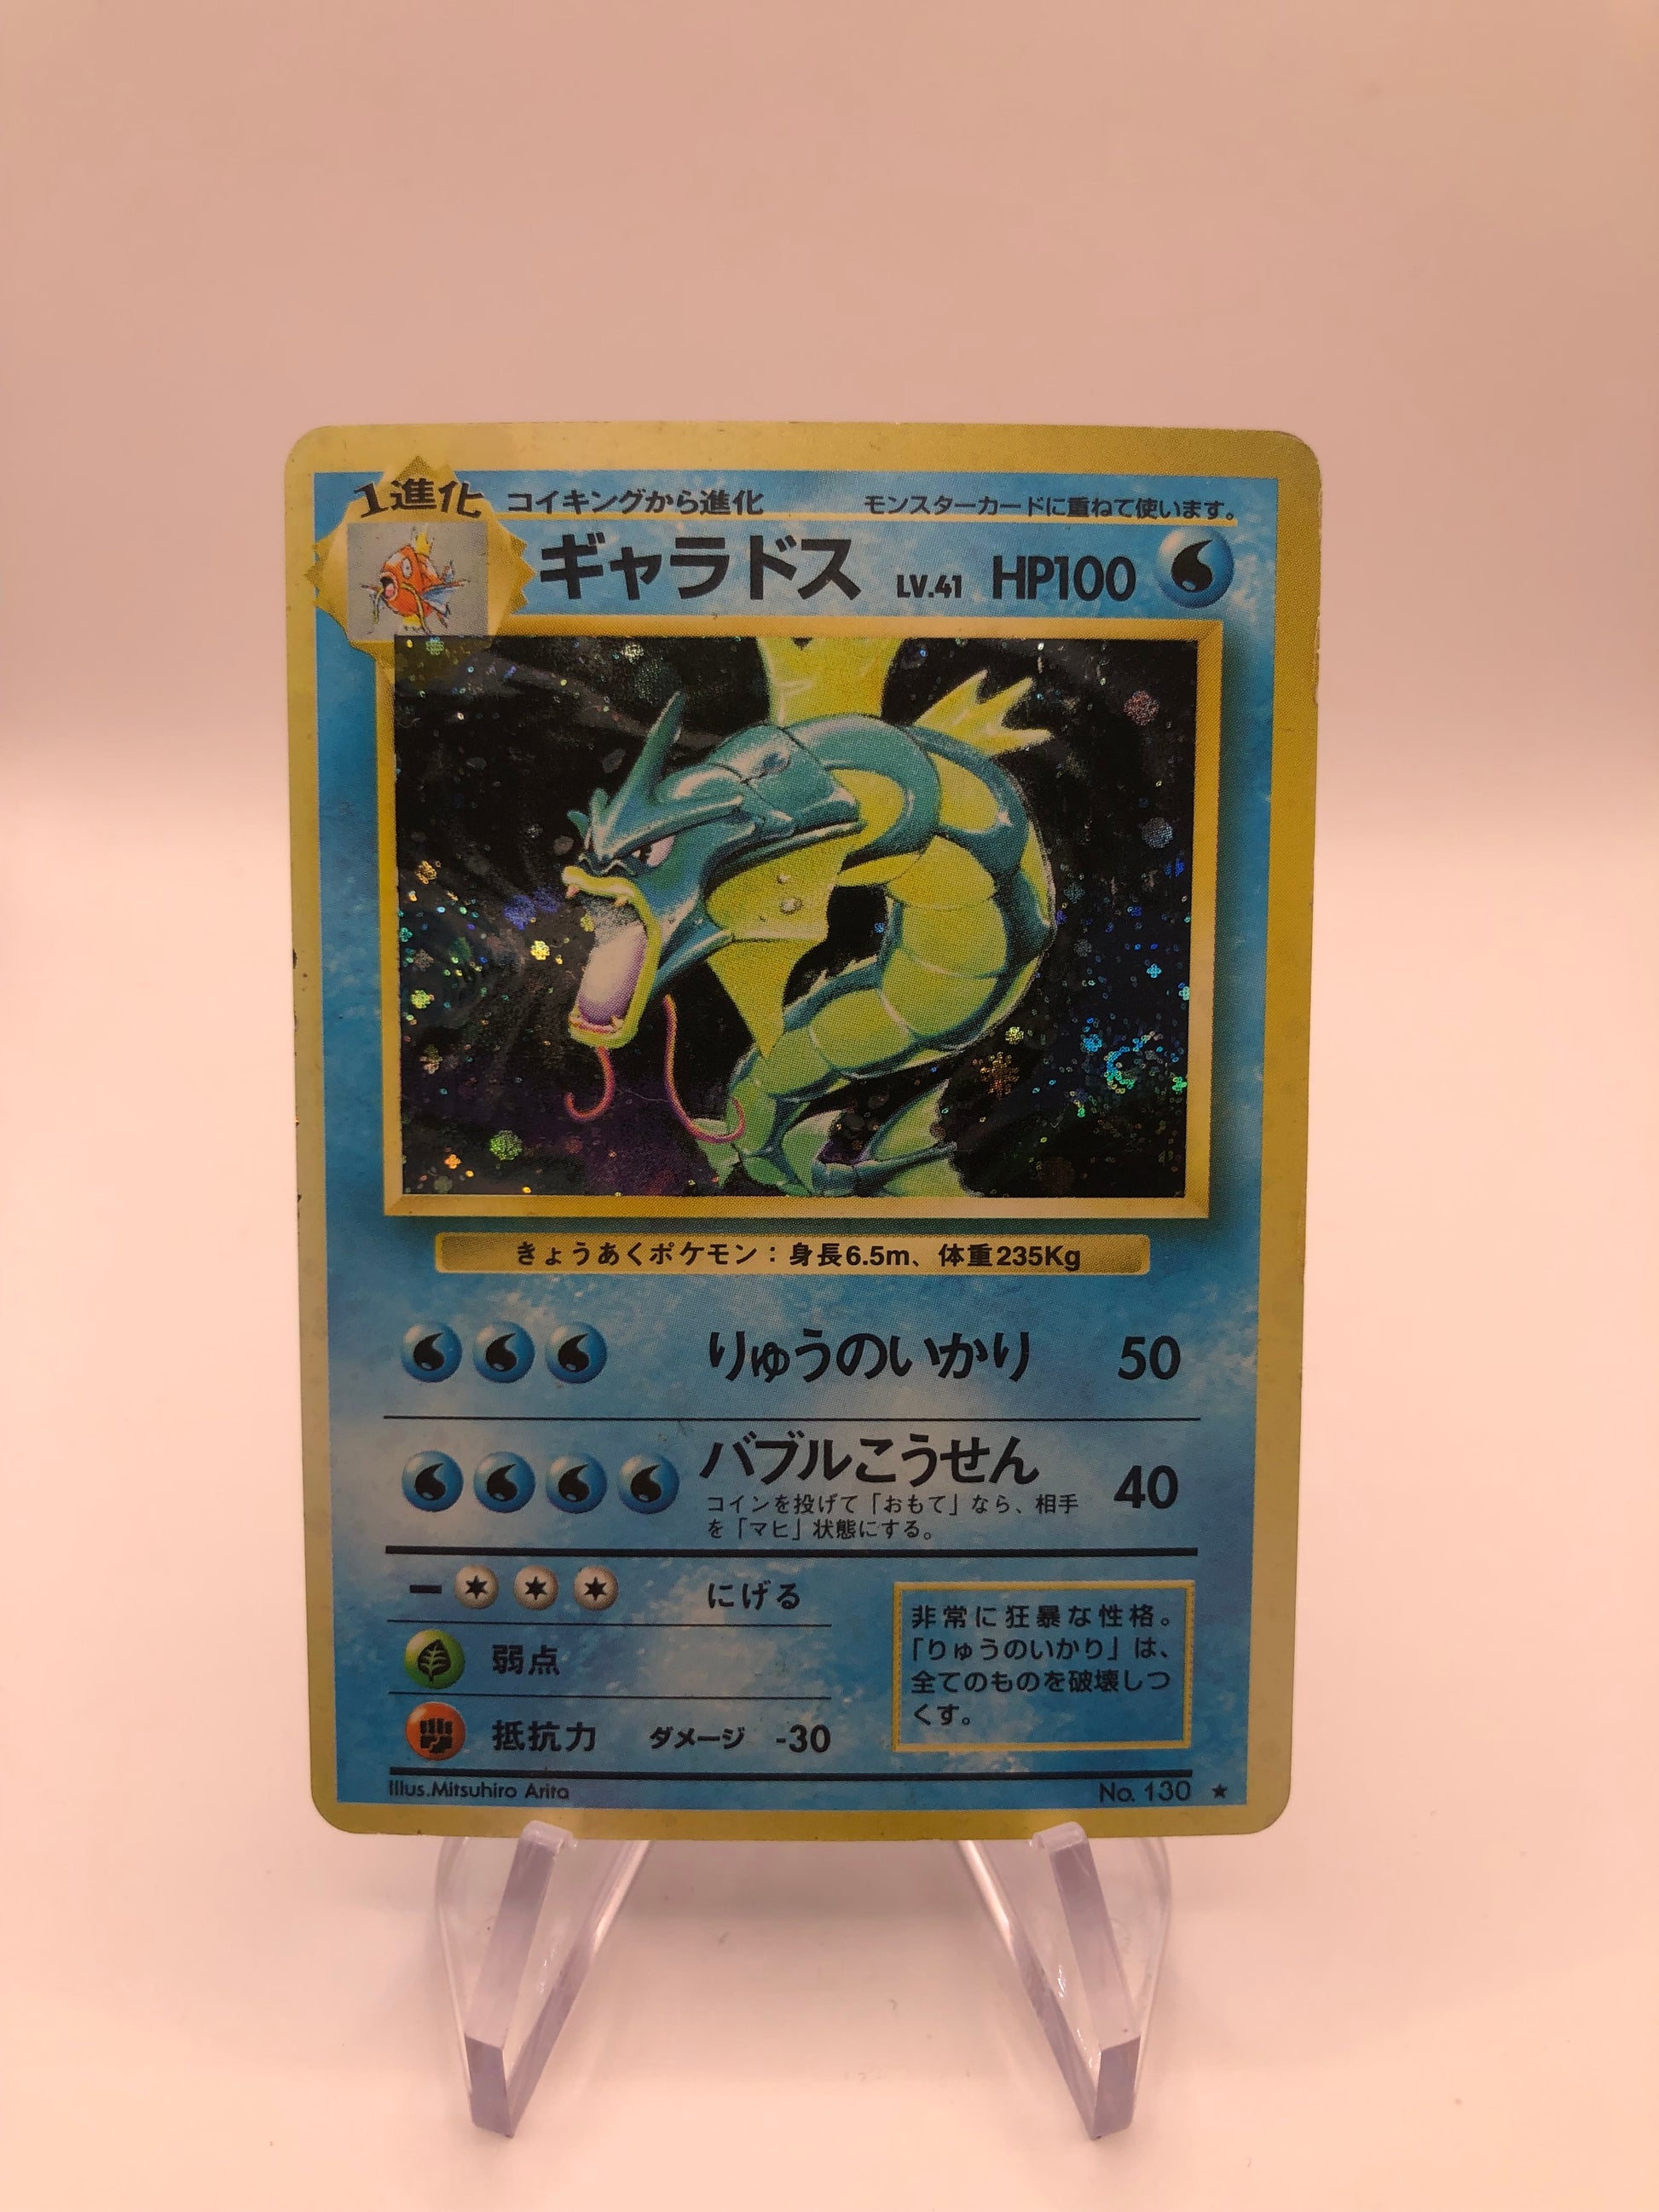 1進化 コイキングから進化 モンスターカードに重ねて使います。
ギャラドス LV.41 HP100
きょうあくポケモン：身長6.5m、体重235Kg
りゅうのいかり 50
バブルこうせん 40
コインを投げて「おもて」なら、相手
を「マヒ」状態にする。
ー にげる
弱点
抵抗力 ダメージ -30
非常に狂暴な性格。
「りゅうのいかり」は、
全てのものを破壊しつ
くす。
Illus.Mitsuhiro Arita No. 130 ★